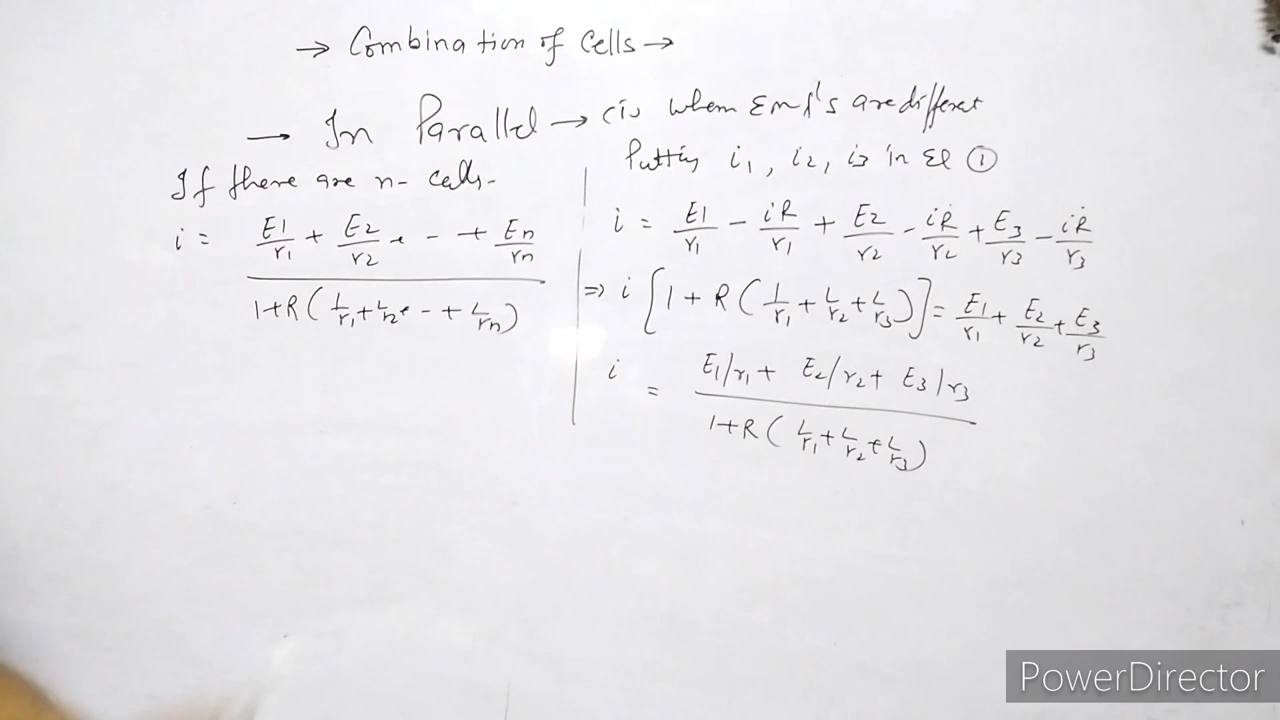 → Combination of Cells →
→ In Parallel → (i) when Emf's are different
If there are n- cells-
i = E1/r1 + E2/r2 + - - + En/rn
1+R(1/r1+1/r2+ - - + 1/rn)
Putting i1, i2, i3 in Eq ①
i = E1/r1 - iR/r1 + E2/r2 - iR/r2 + E3/r3 - iR/r3
⇒ i [1 + R(1/r1+1/r2+1/r3)] = E1/r1 + E2/r2 + E3/r3
i = E1/r1 + E2/r2 + E3/r3
1+R(1/r1+1/r2+1/r3)
PowerDirector